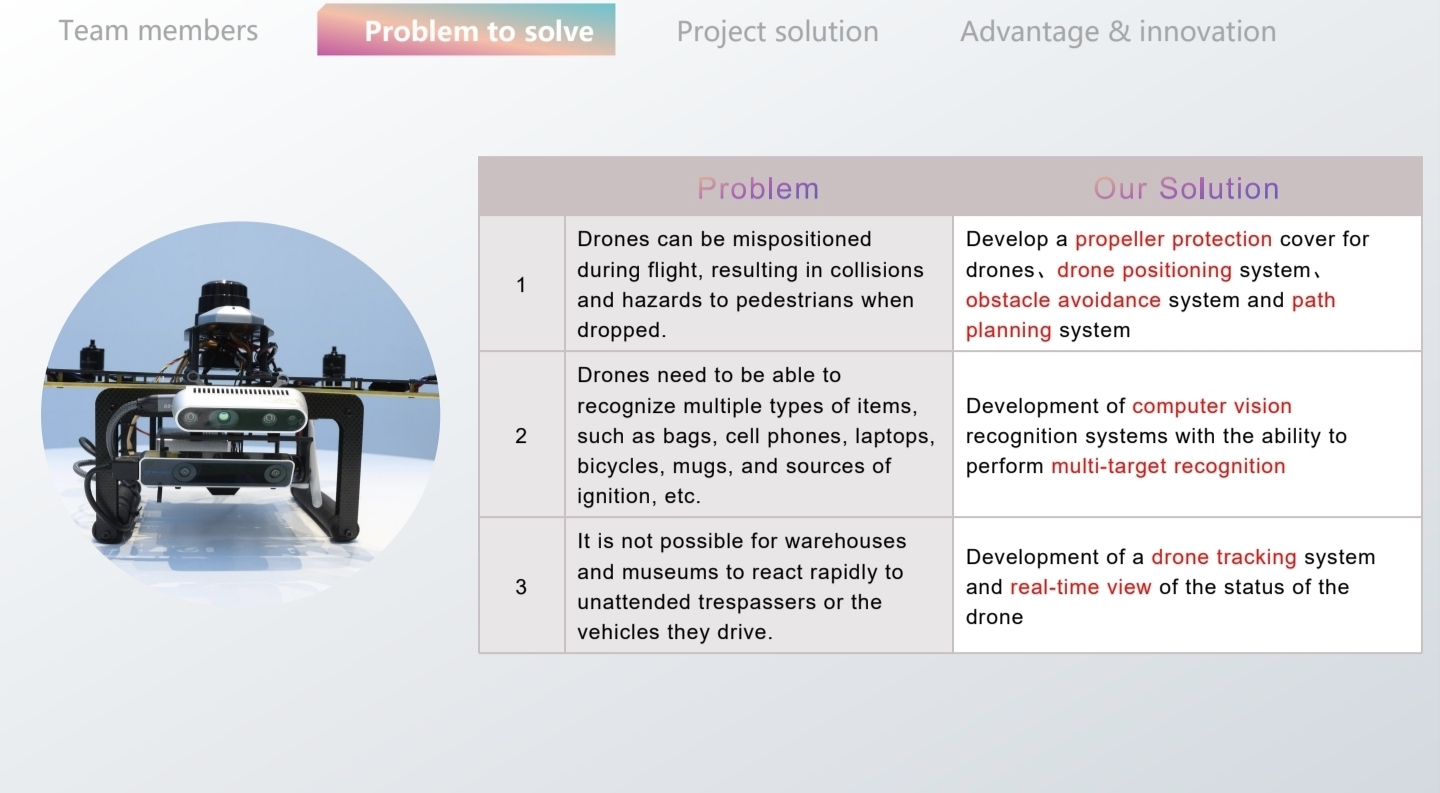 Team members
Problem to solve
Project solution
Advantage & innovation
Problem
Our Solution
1
Drones can be mispositioned
during flight, resulting in collisions
and hazards to pedestrians when
dropped.
Develop a propeller protection cover for
drones、drone positioning system、
obstacle avoidance system and path
planning system
2
Drones need to be able to
recognize multiple types of items,
such as bags, cell phones, laptops,
bicycles, mugs, and sources of
ignition, etc.
Development of computer vision
recognition systems with the ability to
perform multi-target recognition
3
It is not possible for warehouses
and museums to react rapidly to
unattended trespassers or the
vehicles they drive.
Development of a drone tracking system
and real-time view of the status of the
drone